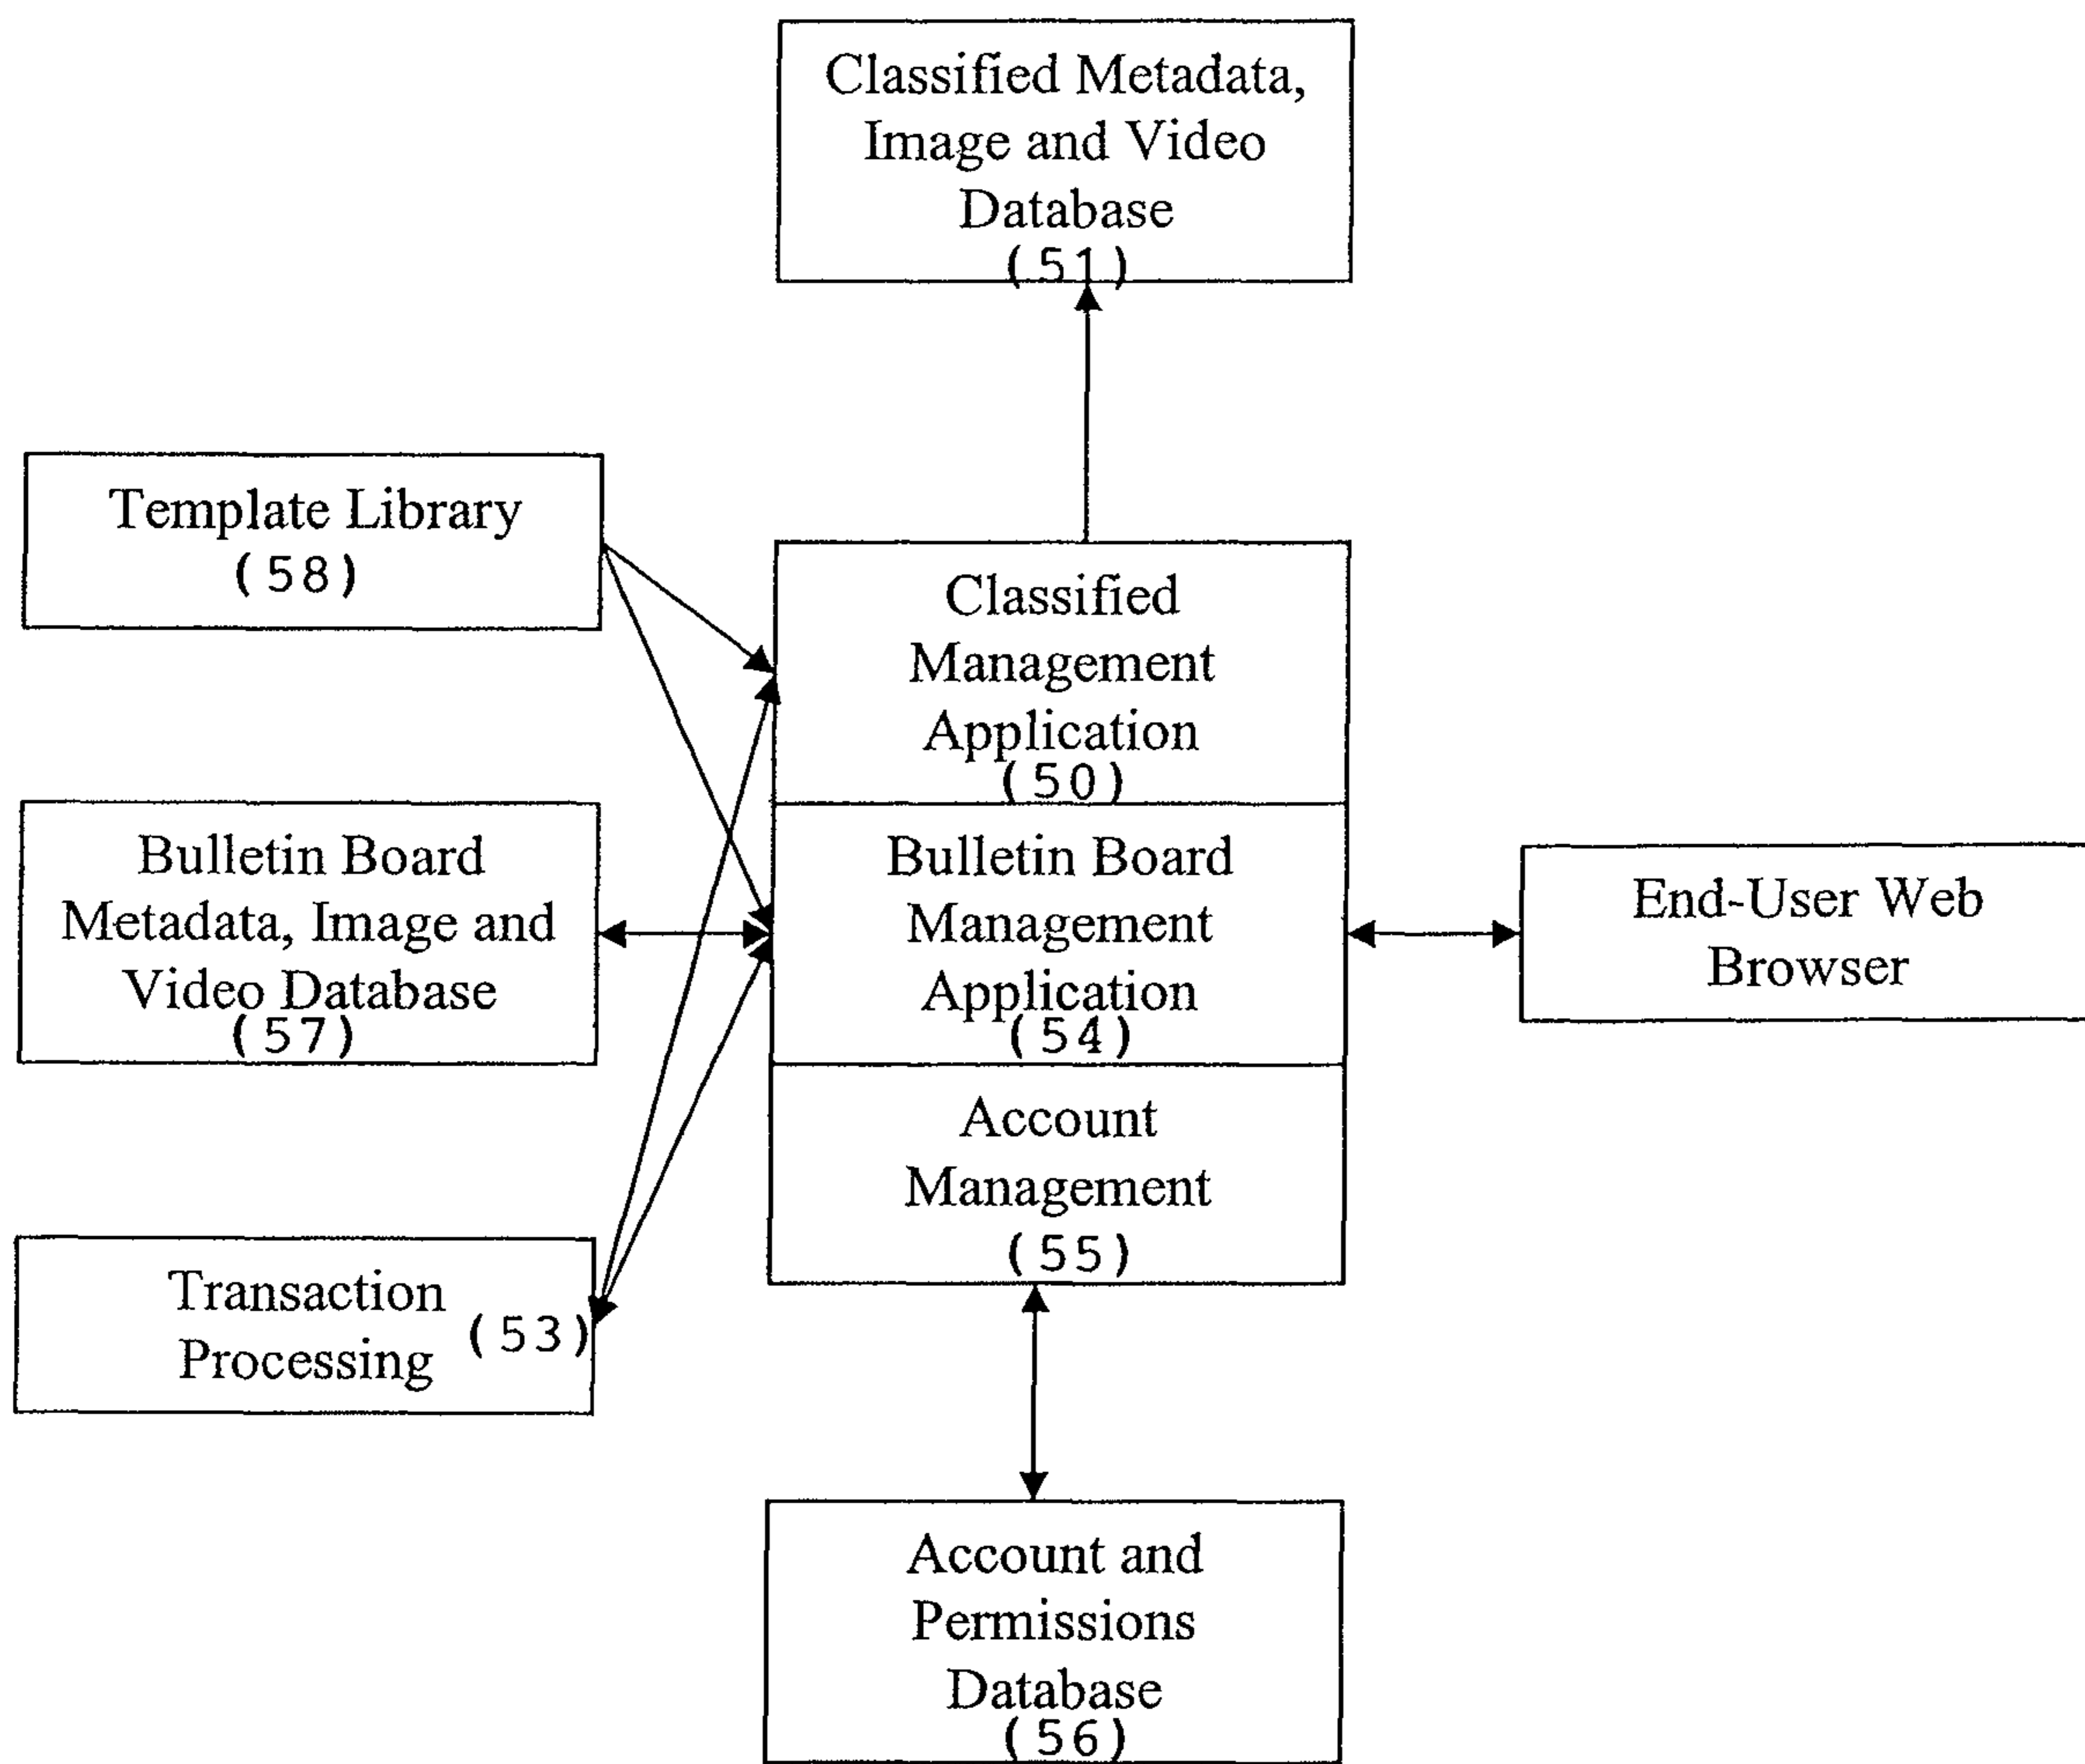 Classified Metadata,
Image and Video
Database
(51)
Template Library
(58)
Classified
Management
Application
(50)
Bulletin Board
Metadata, Image and
Video Database
(57)
Bulletin Board
Management
Application
(54)
End-User Web
Browser
Account
Management
(55)
Transaction
Processing (53)
Account and
Permissions
Database
(56)